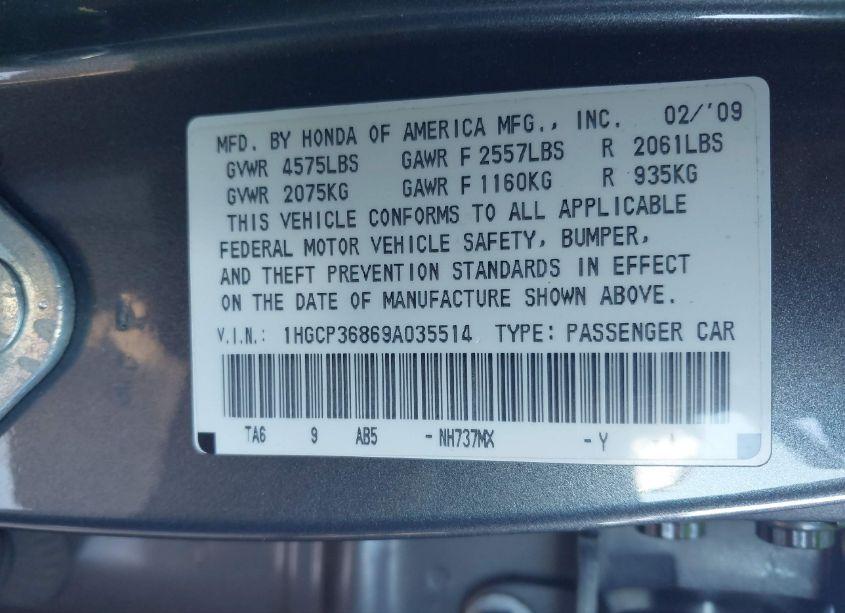 MFD. BY HONDA OF AMERICA MFG., INC. 02/'09
GVWR 4575LBS GAWR F 2557LBS R 2061LBS
GVWR 2075KG GAWR F 1160KG R 935KG
THIS VEHICLE CONFORMS TO ALL APPLICABLE
FEDERAL MOTOR VEHICLE SAFETY, BUMPER,
AND THEFT PREVENTION STANDARDS IN EFFECT
ON THE DATE OF MANUFACTURE SHOWN ABOVE.
V.I.N.: 1HGCP36869A035514 TYPE: PASSENGER CAR
TA6 9 AB5 - NH737MX - Y